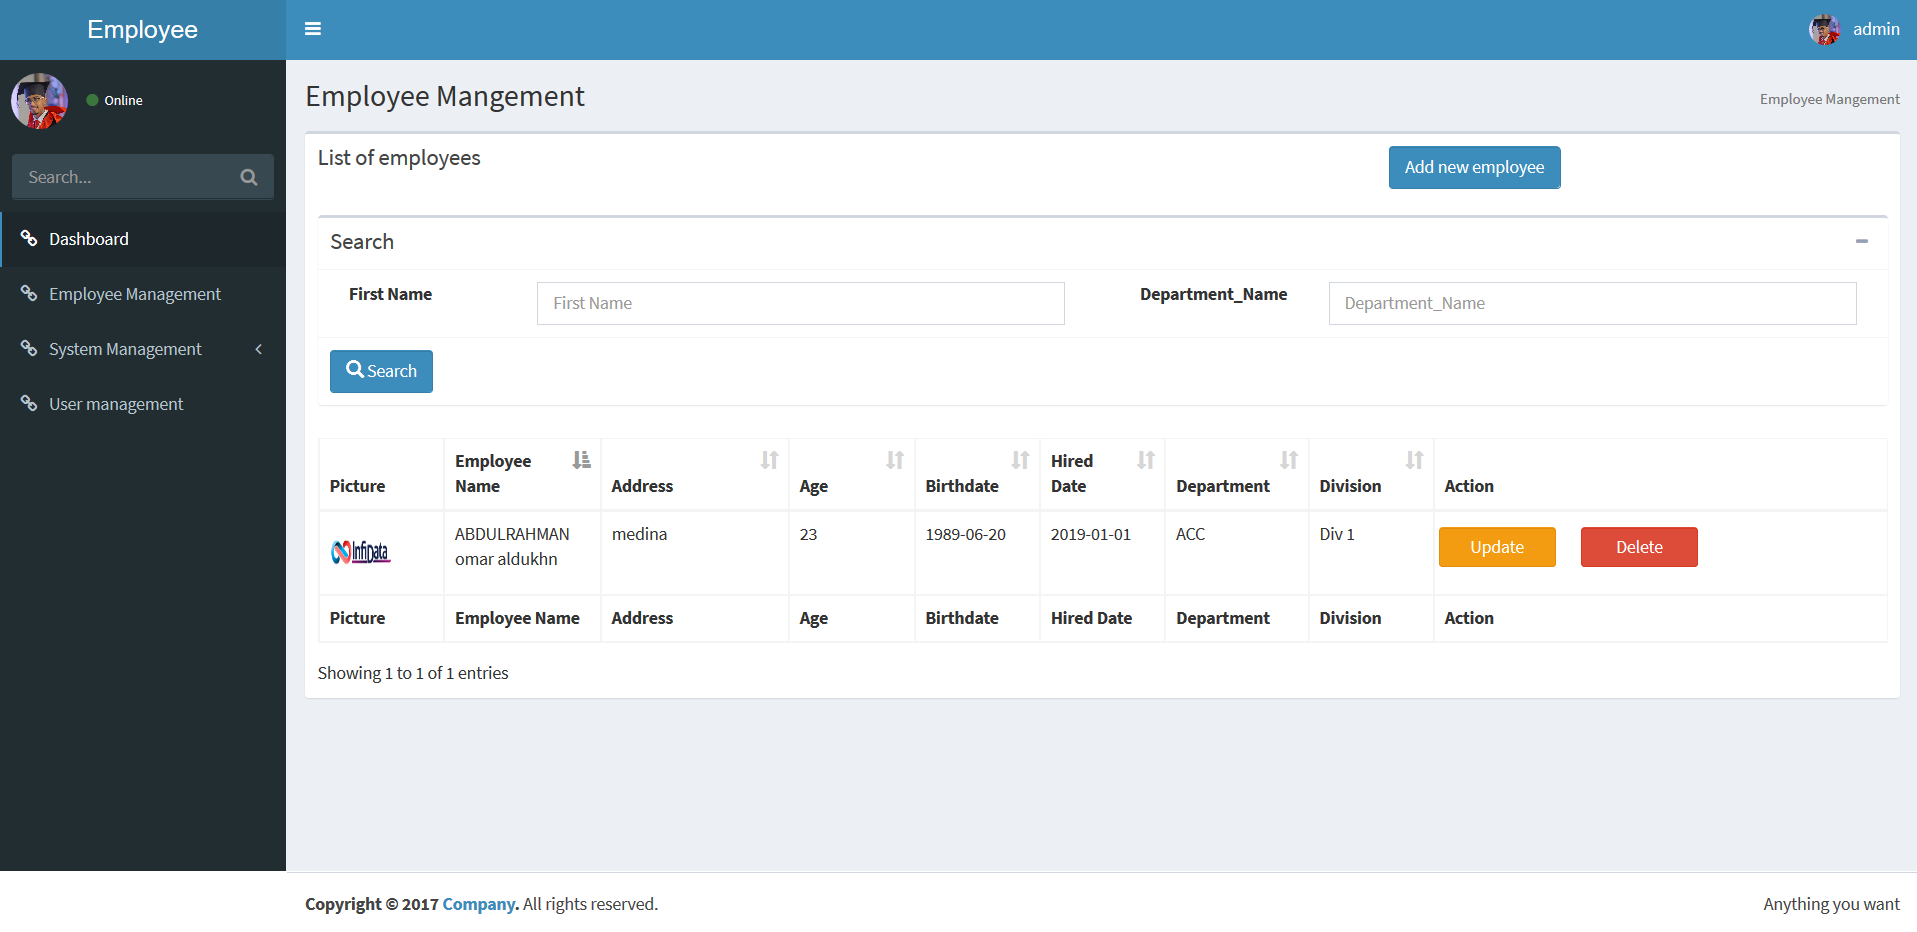 Employee
admin
Online
Search...
Dashboard
Employee Management
System Management
User management
Employee Mangement
Employee Mangement
List of employees
Add new employee
Search
First Name
First Name
Department_Name
Department_Name
Search
Picture
Employee
Name
Address
Age
Birthdate
Hired
Date
Department
Division
Action
InfiData
ABDULRAHMAN
omar aldukhn
medina
23
1989-06-20
2019-01-01
ACC
Div 1
Update
Delete
Picture
Employee Name
Address
Age
Birthdate
Hired Date
Department
Division
Action
Showing 1 to 1 of 1 entries
Copyright © 2017 Company. All rights reserved.
Anything you want